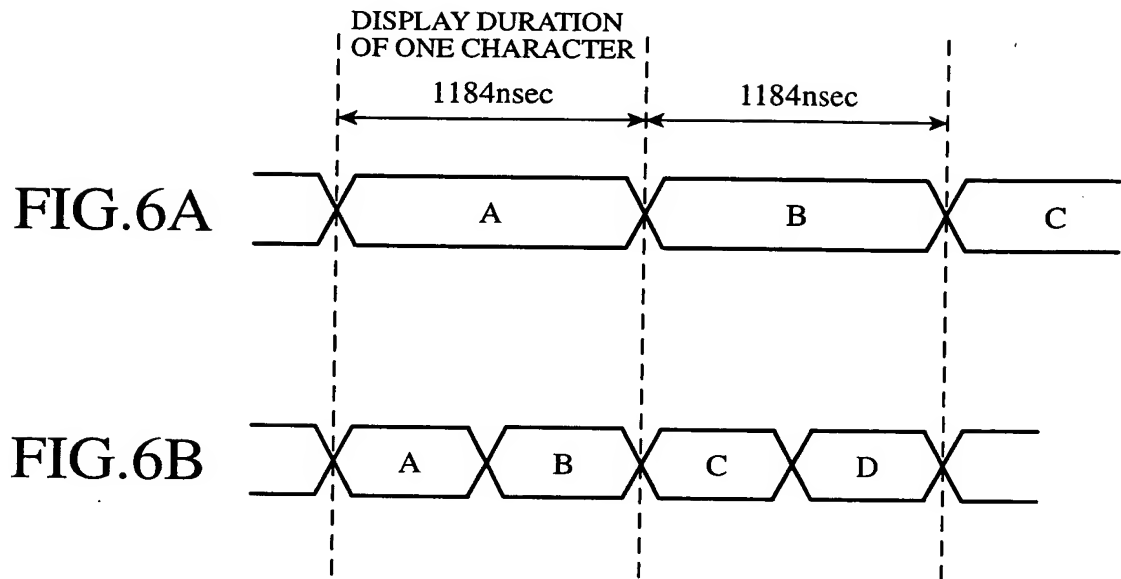 DISPLAY DURATION
OF ONE CHARACTER
1184nsec
1184nsec
FIG.6A
A
B
C
FIG.6B
A
B
C
D